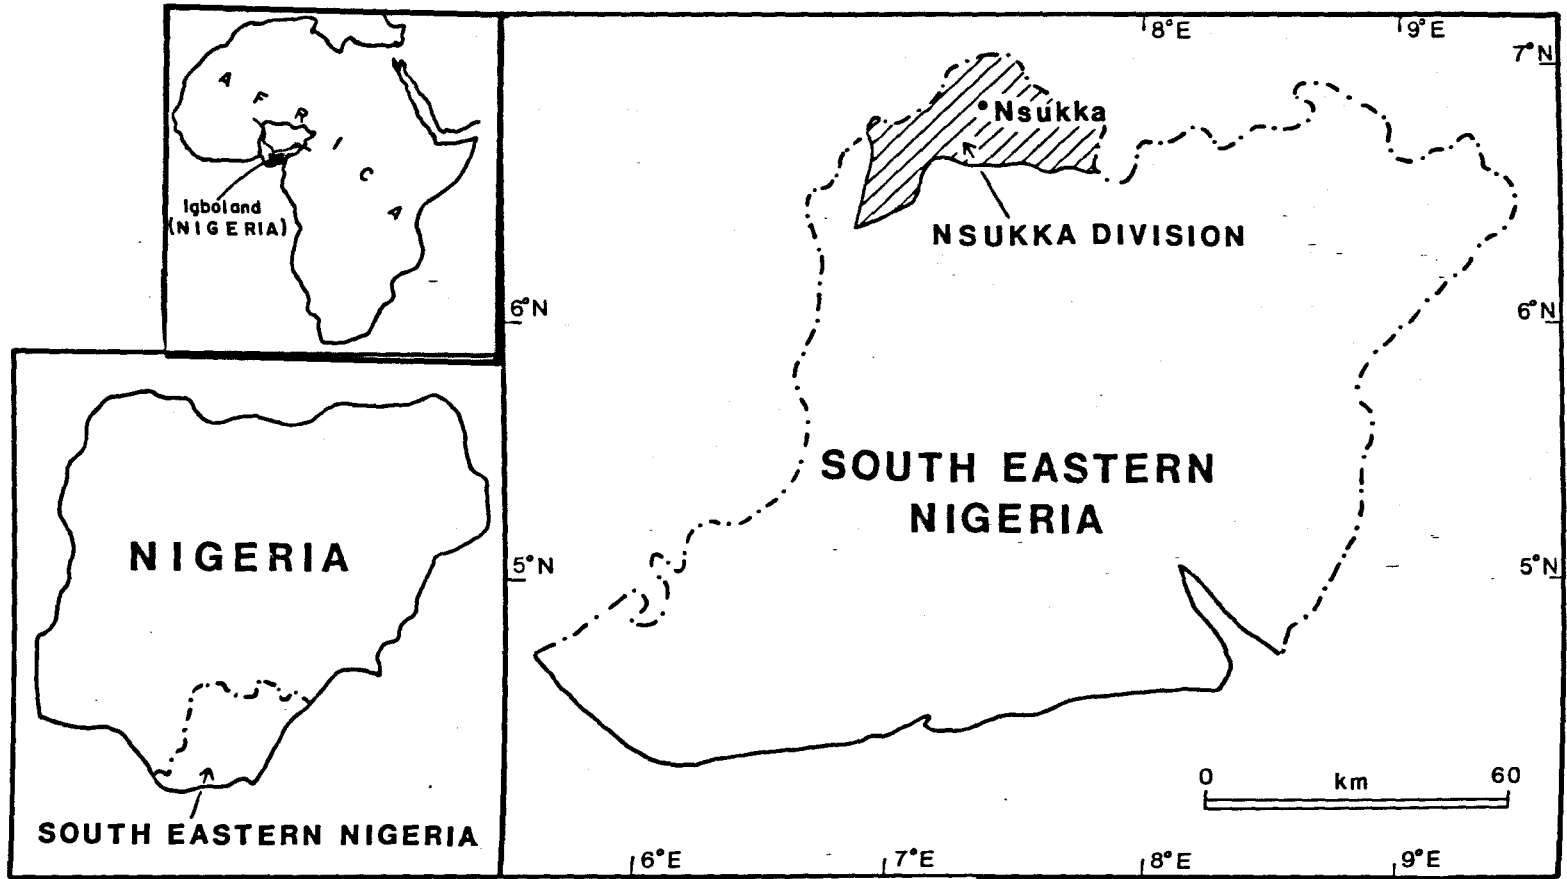 A F R I C A
Igboland
(NIGERIA)
NIGERIA
SOUTH EASTERN NIGERIA
8°E
9°E
7°N
Nsukka
NSUKKA DIVISION
6°N
6°N
SOUTH EASTERN
NIGERIA
5°N
5°N
0 km 60
6°E
7°E
8°E
9°E